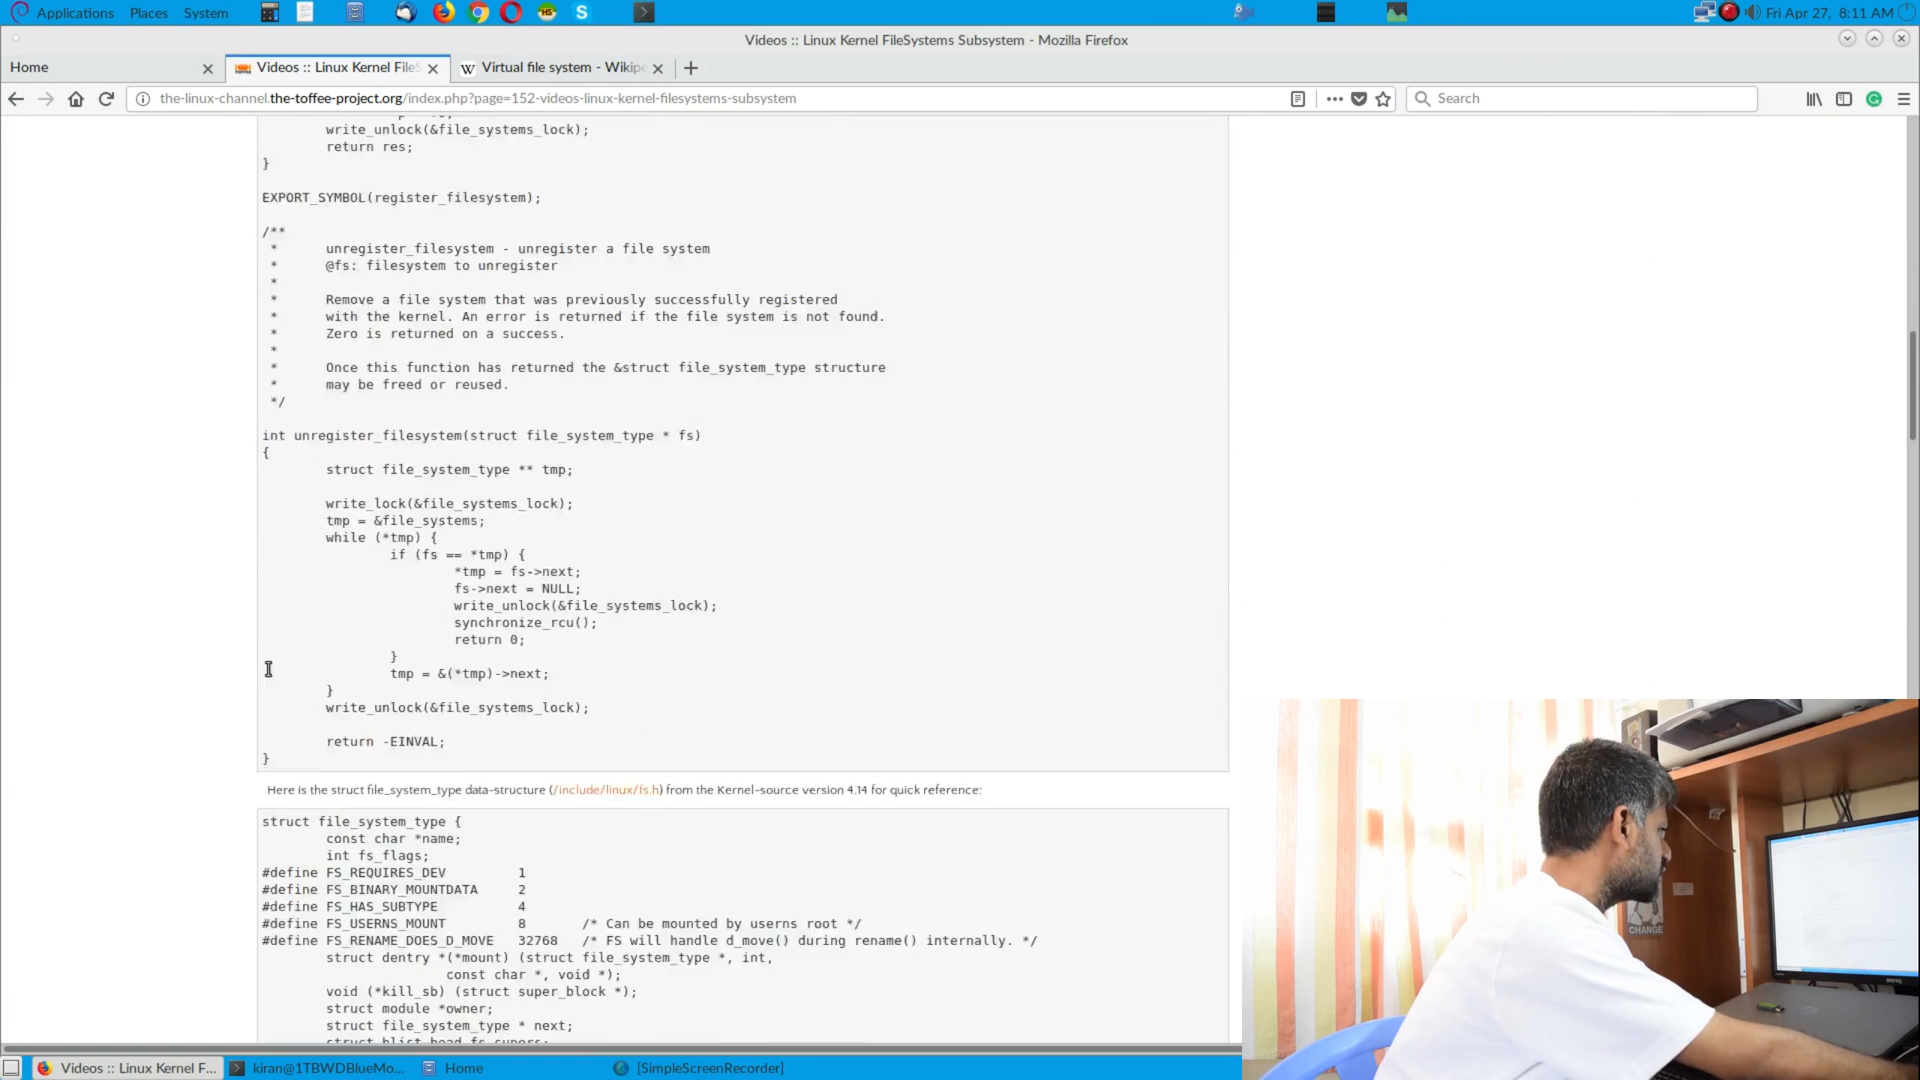 Applications Places System
S
Fri Apr 27, 8:11 AM
Videos :: Linux Kernel FileSystems Subsystem - Mozilla Firefox
Home
Videos :: Linux Kernel FileS
W Virtual file system - Wikipe
the-linux-channel.the-toffee-project.org/index.php?page=152-videos-linux-kernel-filesystems-subsystem
Search
write_unlock(&file_systems_lock);
return res;
}
EXPORT_SYMBOL(register_filesystem);
/**
* unregister_filesystem - unregister a file system
* @fs: filesystem to unregister
*
* Remove a file system that was previously successfully registered
* with the kernel. An error is returned if the file system is not found.
* Zero is returned on a success.
*
* Once this function has returned the &struct file_system_type structure
* may be freed or reused.
*/
int unregister_filesystem(struct file_system_type * fs)
{
struct file_system_type ** tmp;
write_lock(&file_systems_lock);
tmp = &file_systems;
while (*tmp) {
if (fs == *tmp) {
*tmp = fs->next;
fs->next = NULL;
write_unlock(&file_systems_lock);
synchronize_rcu();
return 0;
}
tmp = &(*tmp)->next;
}
write_unlock(&file_systems_lock);
return -EINVAL;
}
Here is the struct file_system_type data-structure (/include/linux/fs.h) from the Kernel-source version 4.14 for quick reference:
struct file_system_type {
const char *name;
int fs_flags;
#define FS_REQUIRES_DEV 1
#define FS_BINARY_MOUNTDATA 2
#define FS_HAS_SUBTYPE 4
#define FS_USERNS_MOUNT 8 /* Can be mounted by userns root */
#define FS_RENAME_DOES_D_MOVE 32768 /* FS will handle d_move() during rename() internally. */
struct dentry *(*mount) (struct file_system_type *, int,
const char *, void *);
void (*kill_sb) (struct super_block *);
struct module *owner;
struct file_system_type * next;
struct hlist_head fs_supers;
CHANGE
Videos :: Linux Kernel F...
kiran@1TBWDBlueMo...
Home
[SimpleScreenRecorder]